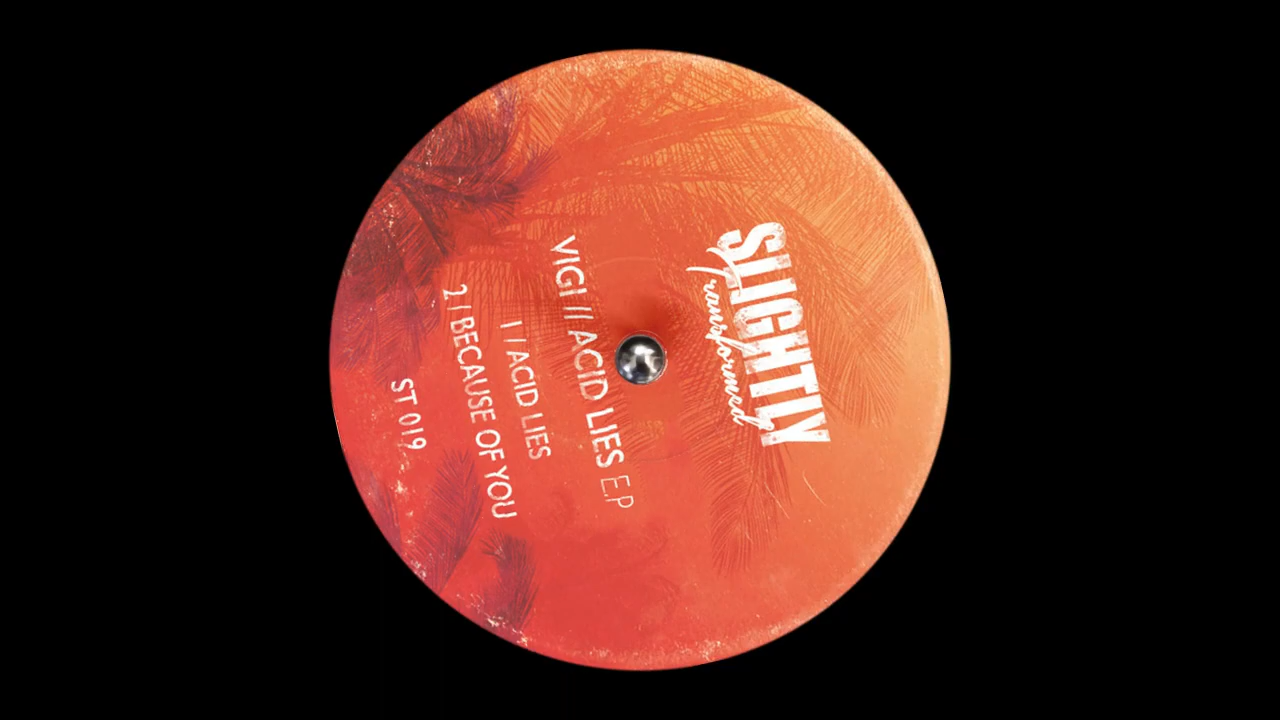 SLIGHTLY
Transformed
VIGI // ACID LIES E.P
1 / ACID LIES
2 / BECAUSE OF YOU
ST 019